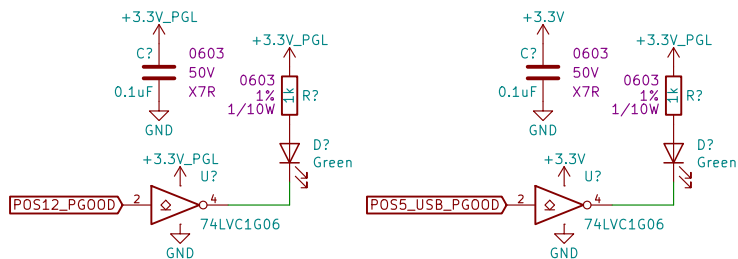 +3.3V_PGL
C?
0603
50V
0.1uF
X7R
GND
+3.3V_PGL
0603
1%
1/10W
1k
R?
D?
Green
+3.3V_PGL
U?
POS12_PGOOD
2
4
74LVC1G06
GND
+3.3V
C?
0603
50V
0.1uF
X7R
GND
+3.3V_PGL
0603
1%
1/10W
1k
R?
D?
Green
+3.3V
U?
POS5_USB_PGOOD
2
4
74LVC1G06
GND